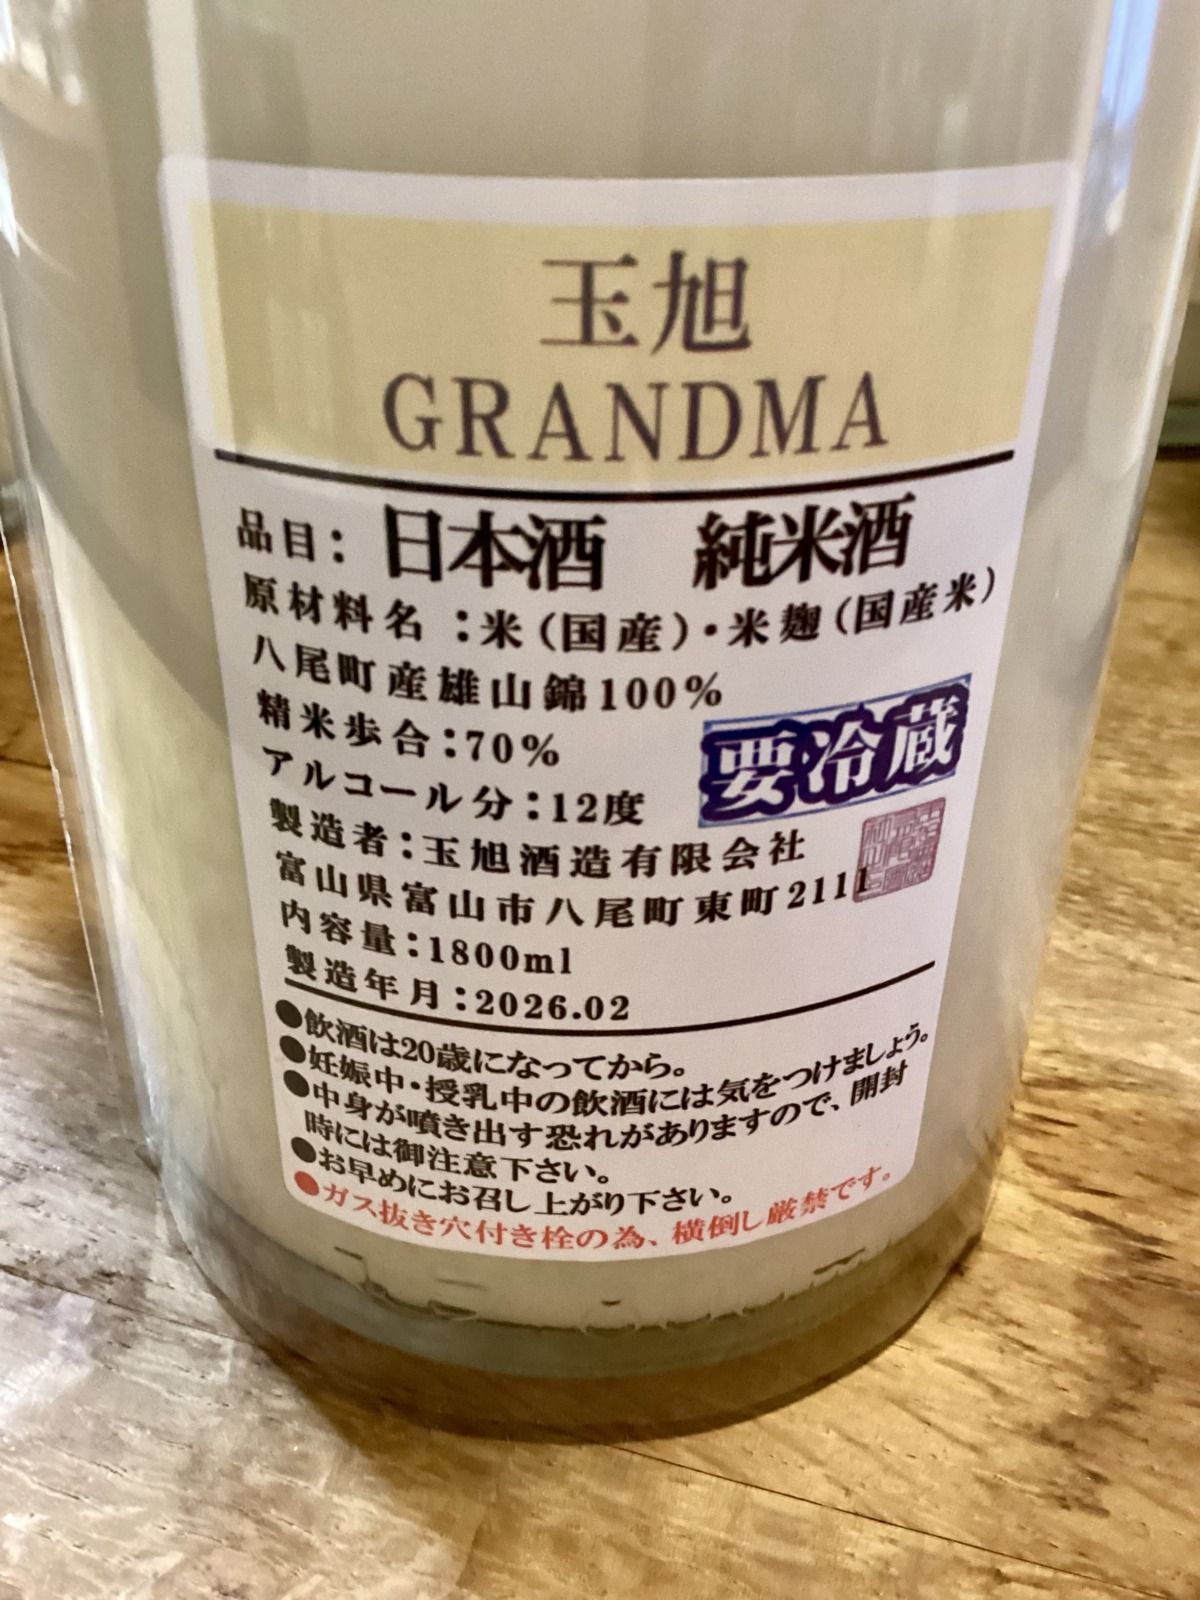 玉旭
GRANDMA
品目：日本酒　純米酒
原材料名：米（国産）・米麹（国産米）
八尾町産雄山錦100%
精米歩合：70%
要冷蔵
アルコール分：12度
製造者：玉旭酒造有限会社
富山県富山市八尾町東町2111
内容量：1800ml
製造年月：2026.02
●飲酒は20歳になってから。
●妊娠中・授乳中の飲酒には気をつけましょう。
●中身が噴き出す恐れがありますので、開封
時には御注意下さい。
●お早めにお召し上がり下さい。
●ガス抜き穴付き栓の為、横倒し厳禁です。